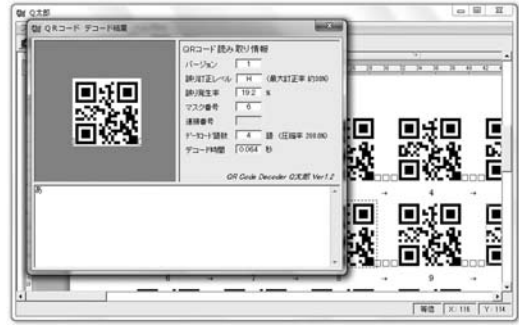 Q太郎
QRコード デコード結果
QRコード読み取り情報
バージョン 1
誤り訂正レベル H (最大訂正率 約30%)
誤り発生率 19.2 %
マスク番号 6
連接番号
データコード語数 4 語 (圧縮率 200.0%)
デコード時間 0.064 秒
QR Code Decoder Q太郎 Ver1.2
あ
4
9
等倍 X: 116 Y: 114